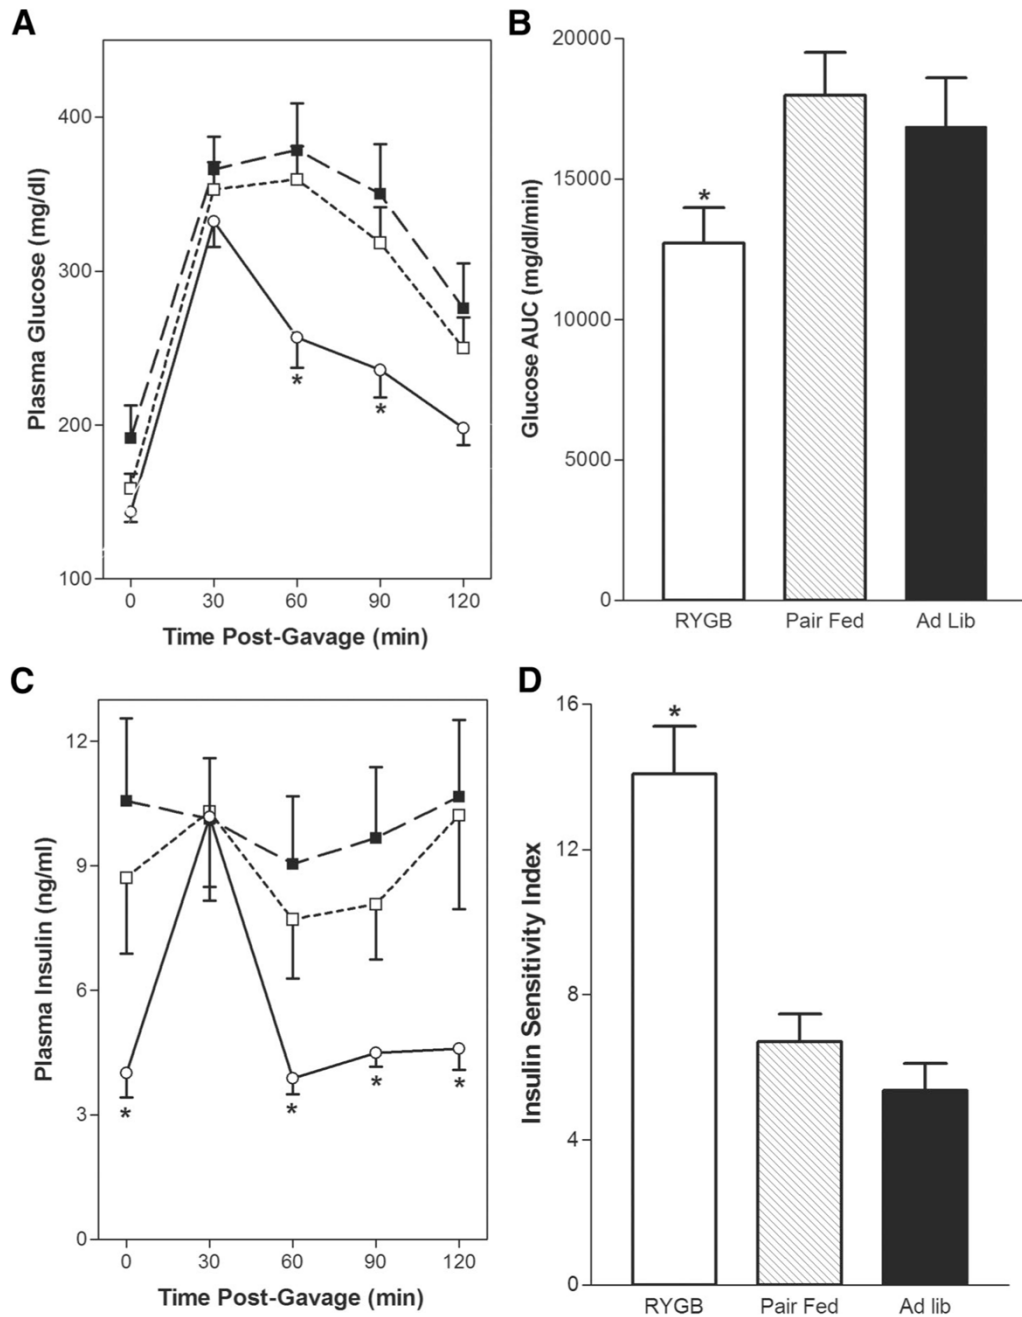 A
Plasma Glucose (mg/dl)
400
300
200
100
*
*
0 30 60 90 120
Time Post-Gavage (min)
B
Glucose AUC (mg/dl/min)
20000
15000
10000
5000
0
*
RYGB Pair Fed Ad Lib
C
Plasma Insulin (ng/ml)
12
9
6
3
0
* * * *
0 30 60 90 120
Time Post-Gavage (min)
D
Insulin Sensitivity Index
16
12
8
4
0
*
RYGB Pair Fed Ad lib